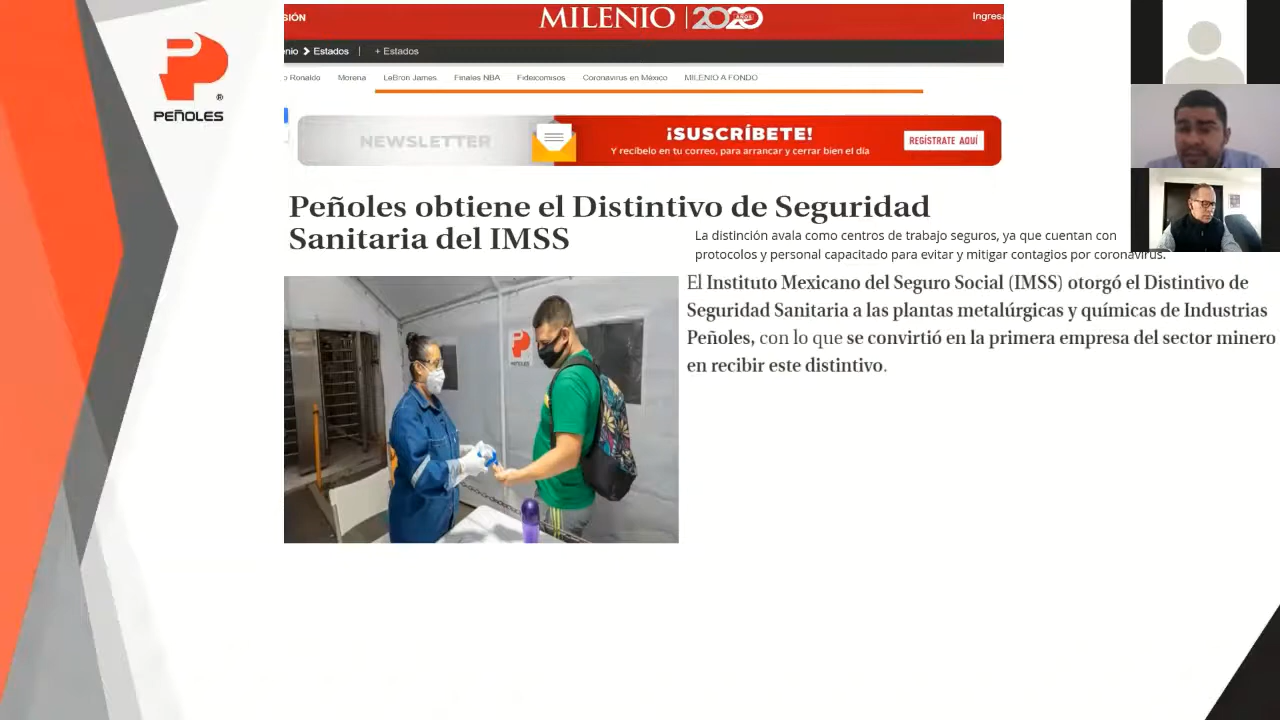 SIÓN
MILENIO | 2020 AÑOS
Ingresa
nio > Estados | + Estados
o Ronaldo Morena LeBron James Finales NBA Fideicomisos Coronavirus en México MILENIO A FONDO
PEÑOLES ®
NEWSLETTER
¡SUSCRÍBETE!
Y recíbelo en tu correo, para arrancar y cerrar bien el día
REGÍSTRATE AQUÍ
Peñoles obtiene el Distintivo de Seguridad
Sanitaria del IMSS
La distinción avala como centros de trabajo seguros, ya que cuentan con
protocolos y personal capacitado para evitar y mitigar contagios por coronavirus.
El Instituto Mexicano del Seguro Social (IMSS) otorgó el Distintivo de
Seguridad Sanitaria a las plantas metalúrgicas y químicas de Industrias
Peñoles, con lo que se convirtió en la primera empresa del sector minero
en recibir este distintivo.